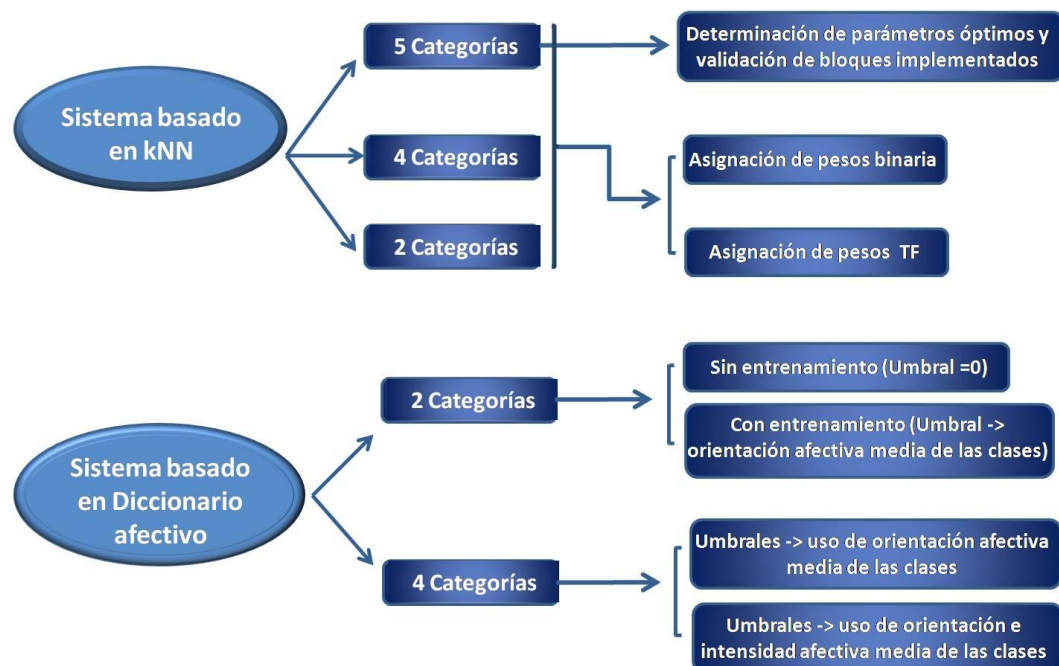 Sistema basado
en kNN
5 Categorías
4 Categorías
2 Categorías
Determinación de parámetros óptimos y
validación de bloques implementados
Asignación de pesos binaria
Asignación de pesos TF
Sistema basado
en Diccionario
afectivo
2 Categorías
Sin entrenamiento (Umbral =0)
Con entrenamiento (Umbral ->
orientación afectiva media de las clases)
4 Categorías
Umbrales -> uso de orientación afectiva
media de las clases
Umbrales -> uso de orientación e
intensidad afectiva media de las clases